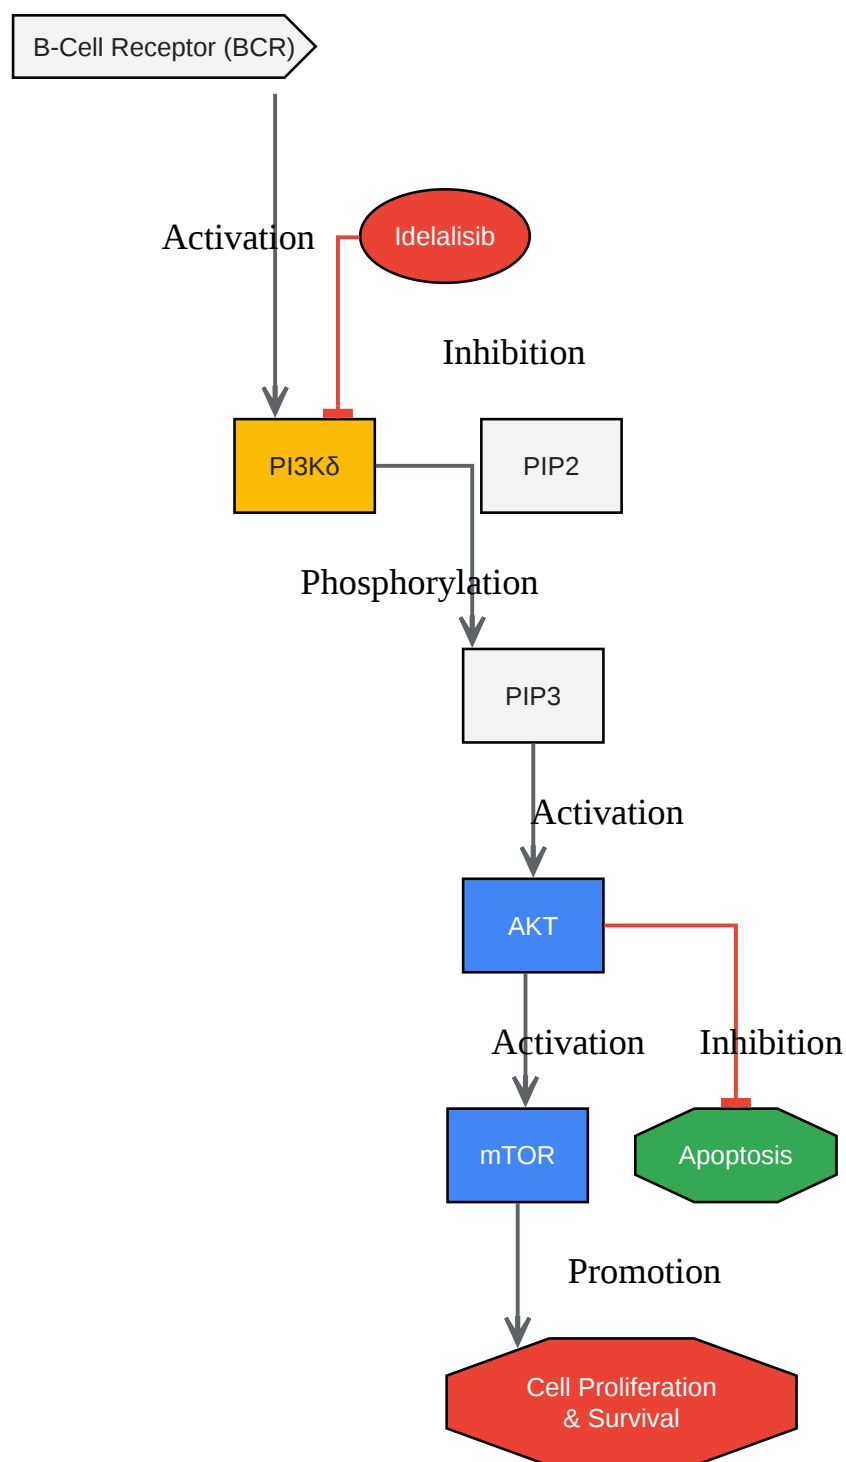 B-Cell Receptor (BCR)
Activation
Idelalisib
Inhibition
PI3Kδ
PIP2
Phosphorylation
PIP3
Activation
AKT
Activation
Inhibition
mTOR
Apoptosis
Promotion
Cell Proliferation
& Survival